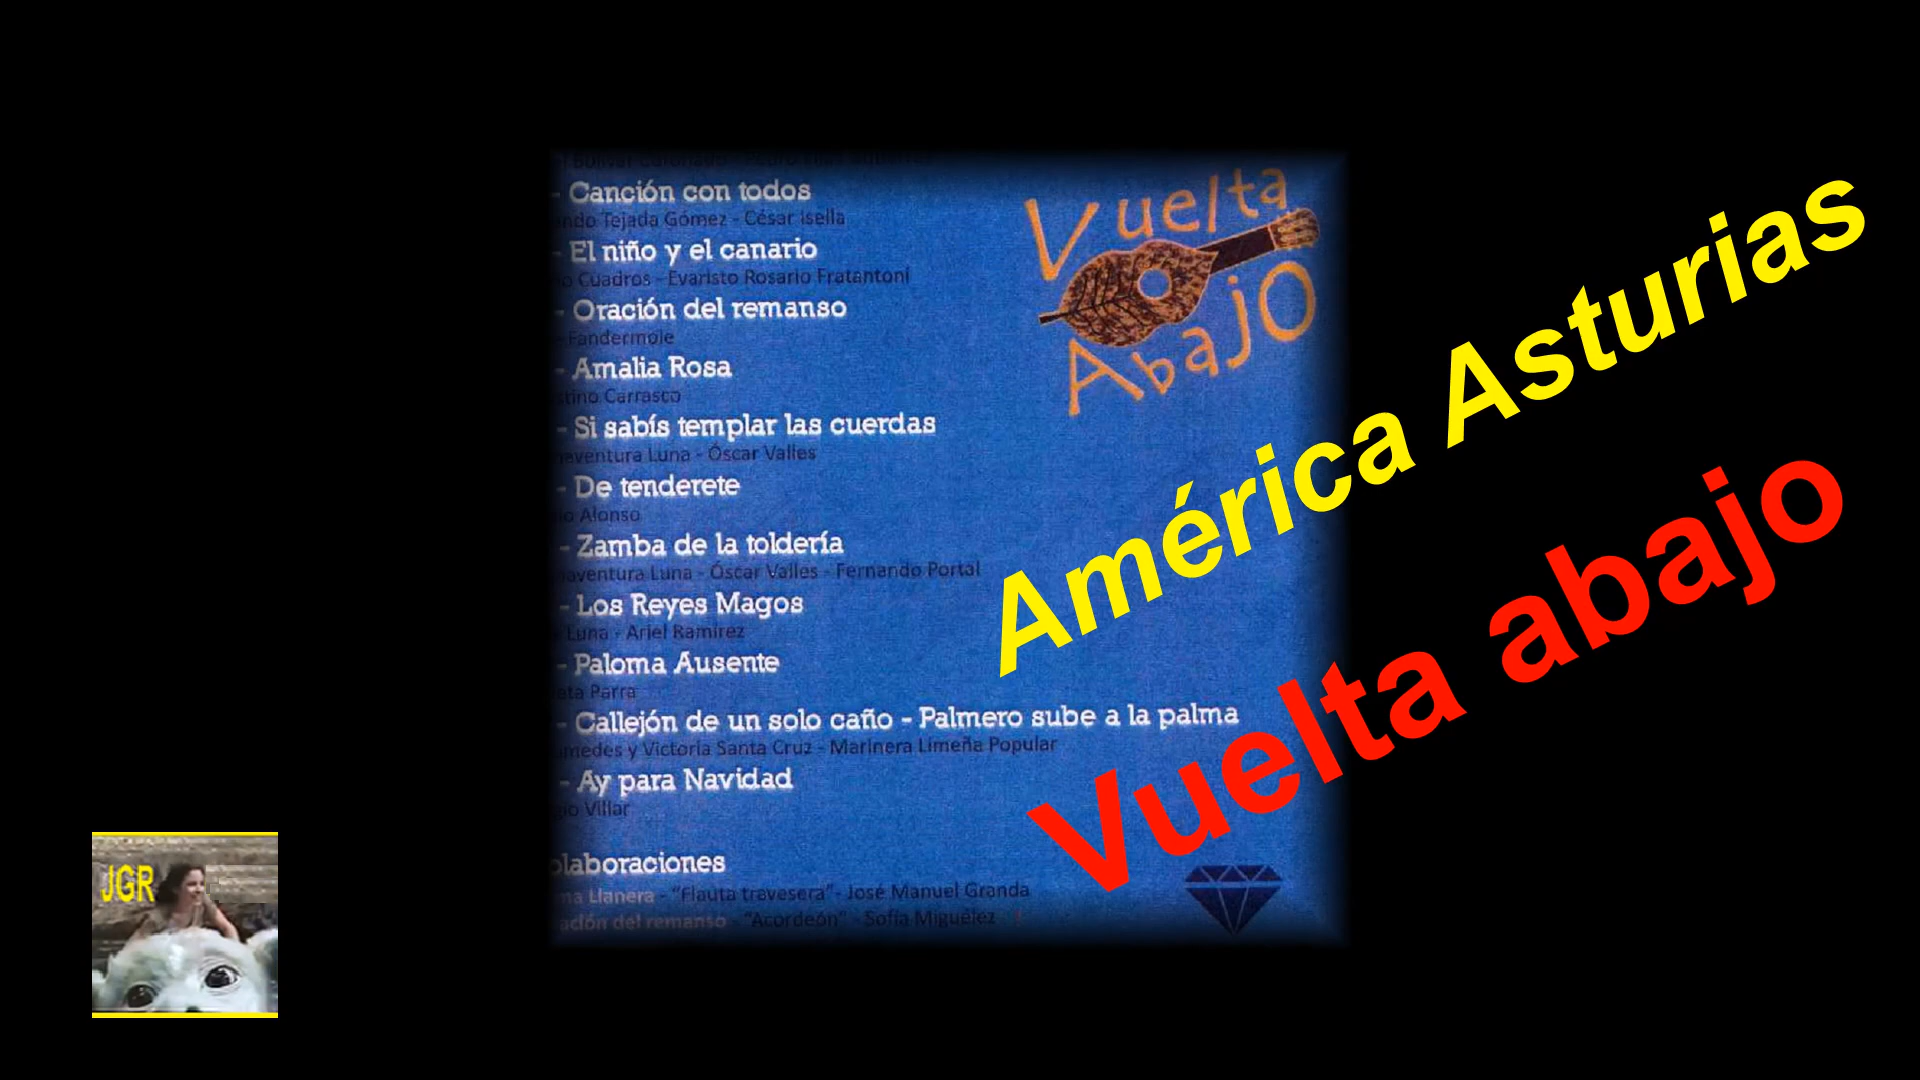 - Canción con todos
Tejada Gómez - César Isella
- El niño y el canario
Cuadros - Evaristo Rosario Fratantoni
- Oración del remanso
Fandermole
- Amalia Rosa
Carrasco
- Si sabís templar las cuerdas
Luna - Óscar Valles
- De tenderete
Alonso
- Zamba de la toldería
Luna - Óscar Valles - Fernando Portal
- Los Reyes Magos
Luna - Ariel Ramirez
- Paloma Ausente
Parra
- Callejón de un solo caño - Palmero sube a la palma
y Victoria Santa Cruz - Marinera Limeña Popular
- Ay para Navidad
Villar
olaboraciones
Llanera - "Flauta travesera" - José Manuel Granda
del remanso - "Acordeón" - Sofía Miguélez
Vuelta
Abajo
América Asturias
Vuelta abajo
JGR